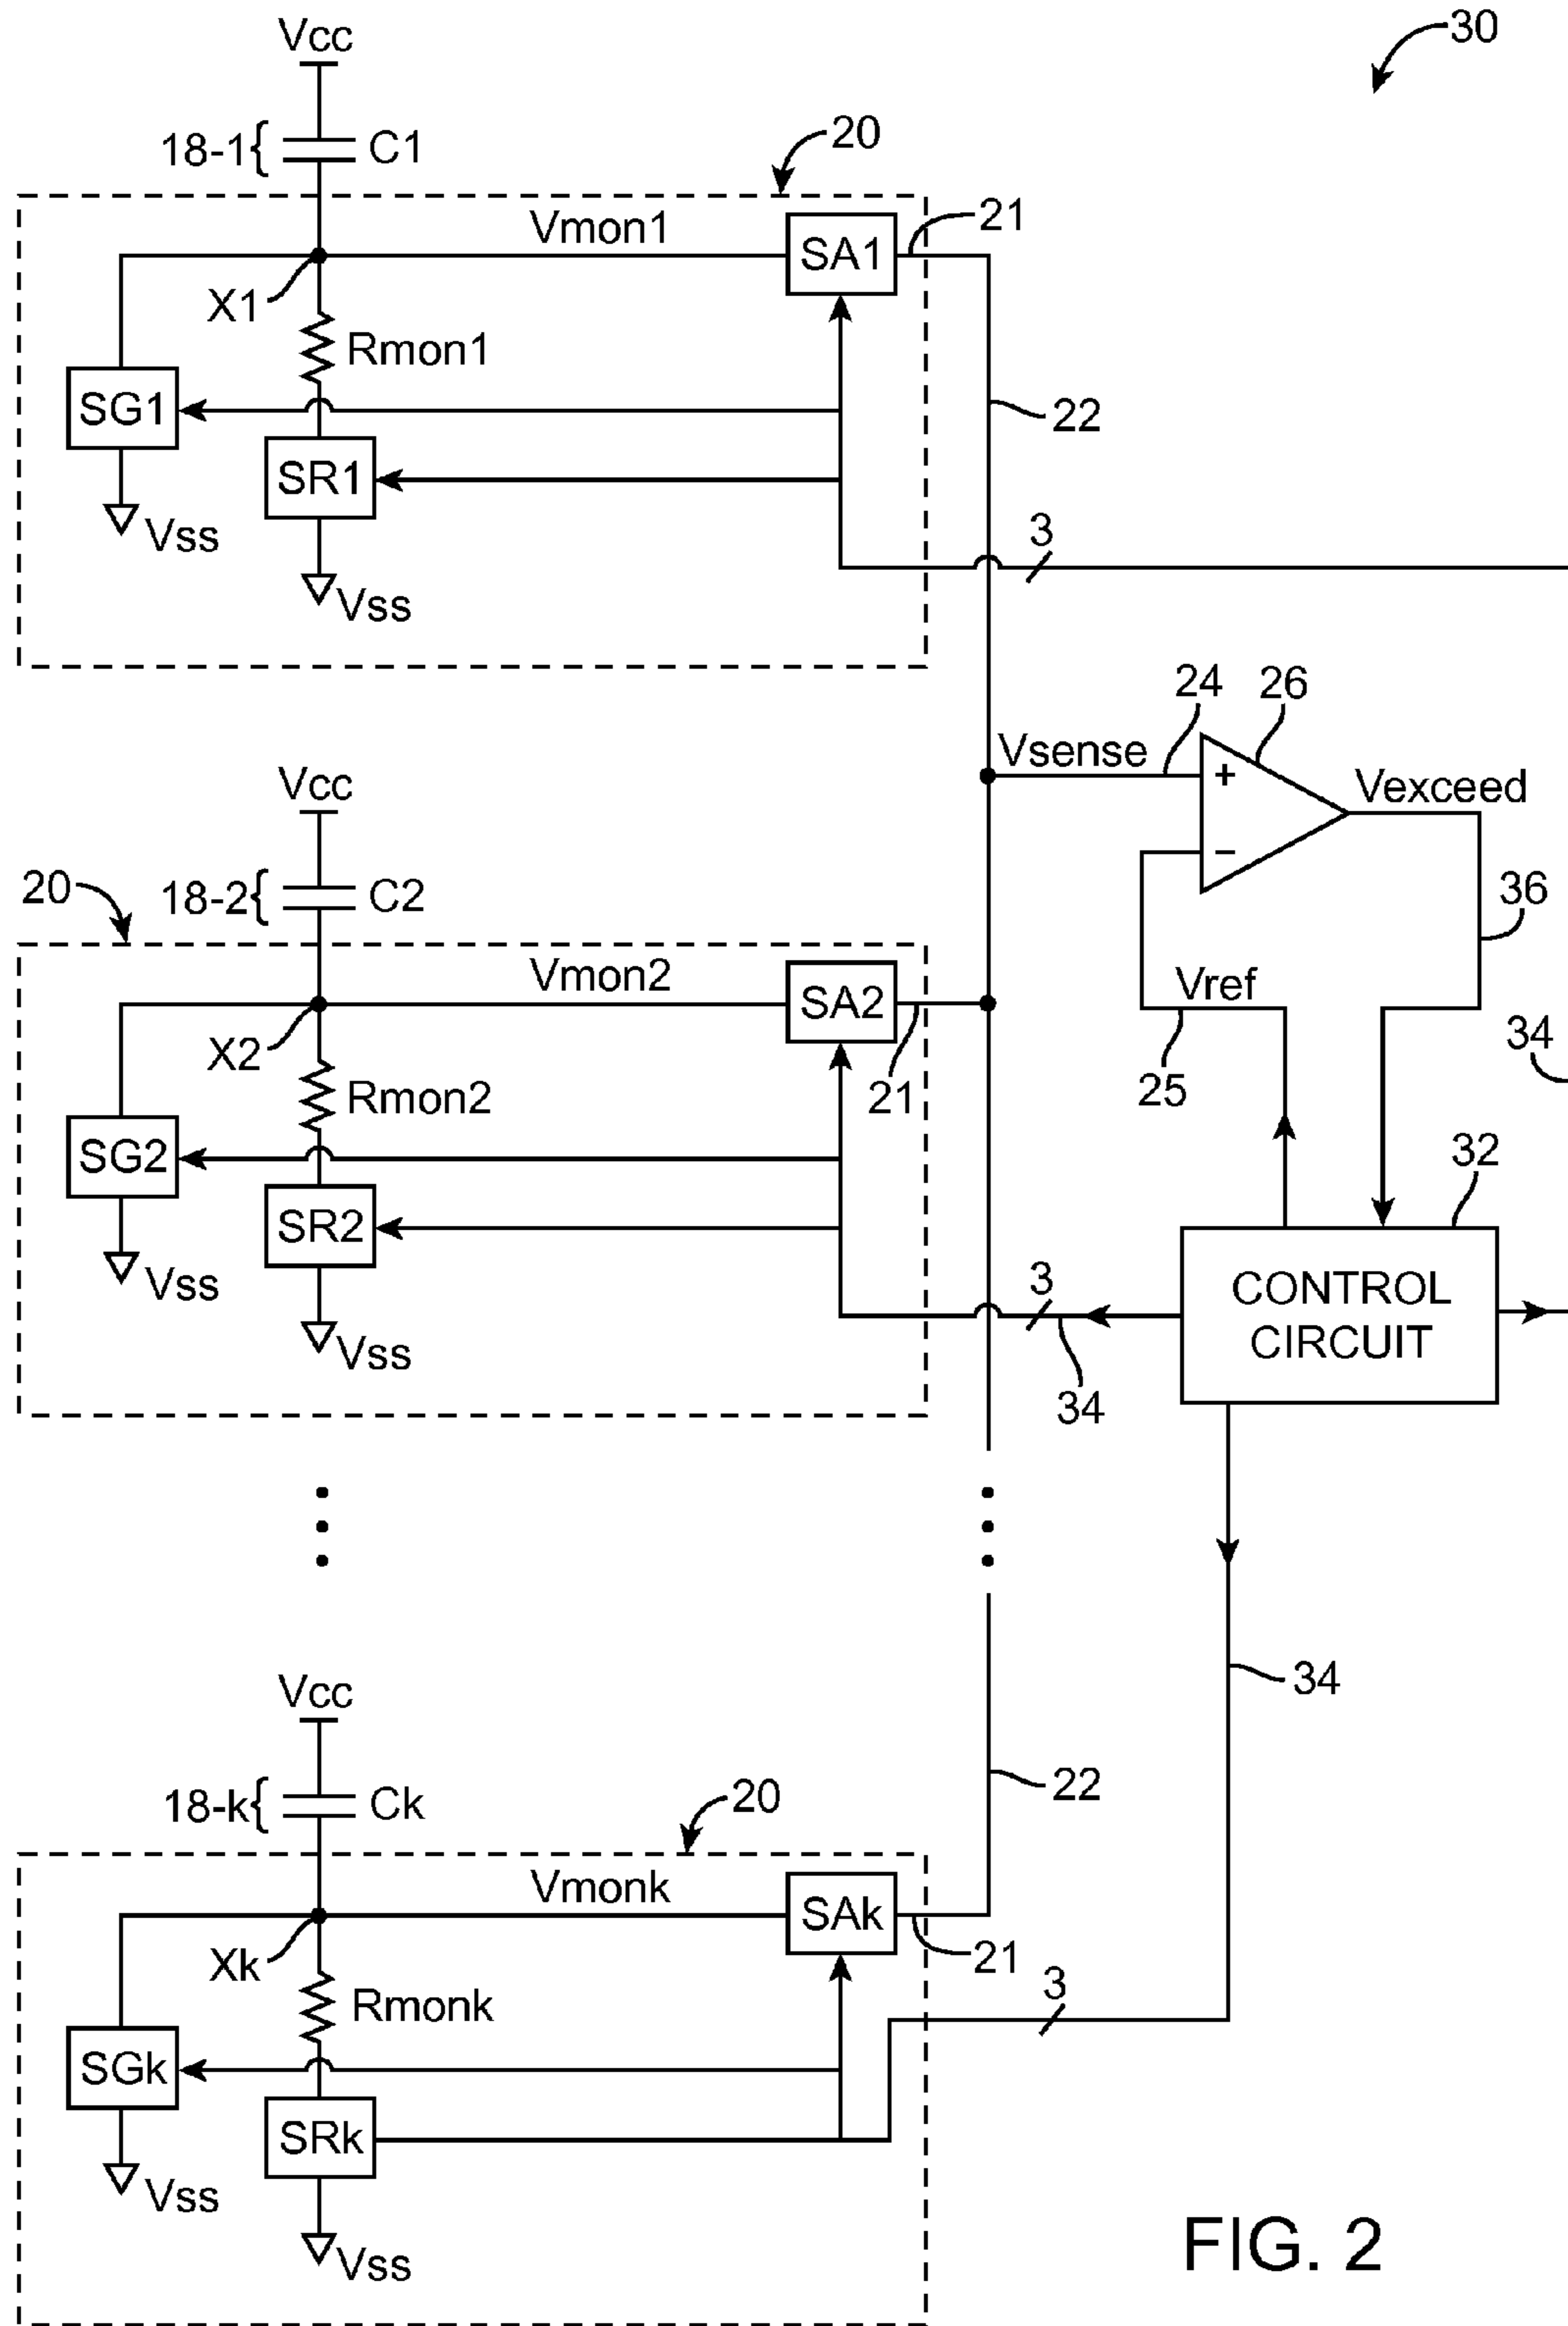 30
Vcc
18-1{ C1
20
Vmon1
SA1
21
X1
Rmon1
SG1
22
SR1
Vss
3
Vss
24
26
Vsense
+
Vexceed
Vcc
20
18-2{ C2
−
36
Vmon2
SA2
Vref
X2
21
25
34
Rmon2
SG2
32
SR2
Vss
3
CONTROL
CIRCUIT
Vss
34
34
Vcc
22
18-k{ Ck
20
Vmonk
SAk
Xk
21
Rmonk
3
SGk
SRk
Vss
Vss
FIG. 2